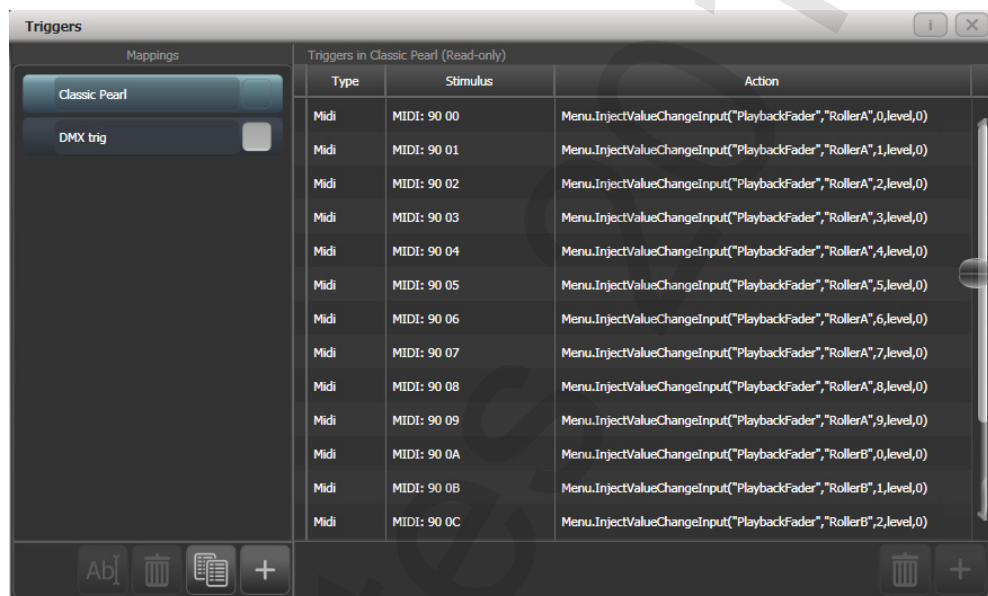 Triggers
i
Mappings
Triggers in Classic Pearl (Read-only)
Type Stimulus Action
Classic Pearl
DMX trig
Midi MIDI: 90 00 Menu.InjectValueChangeInput("PlaybackFader","RollerA",0,level,0)
Midi MIDI: 90 01 Menu.InjectValueChangeInput("PlaybackFader","RollerA",1,level,0)
Midi MIDI: 90 02 Menu.InjectValueChangeInput("PlaybackFader","RollerA",2,level,0)
Midi MIDI: 90 03 Menu.InjectValueChangeInput("PlaybackFader","RollerA",3,level,0)
Midi MIDI: 90 04 Menu.InjectValueChangeInput("PlaybackFader","RollerA",4,level,0)
Midi MIDI: 90 05 Menu.InjectValueChangeInput("PlaybackFader","RollerA",5,level,0)
Midi MIDI: 90 06 Menu.InjectValueChangeInput("PlaybackFader","RollerA",6,level,0)
Midi MIDI: 90 07 Menu.InjectValueChangeInput("PlaybackFader","RollerA",7,level,0)
Midi MIDI: 90 08 Menu.InjectValueChangeInput("PlaybackFader","RollerA",8,level,0)
Midi MIDI: 90 09 Menu.InjectValueChangeInput("PlaybackFader","RollerA",9,level,0)
Midi MIDI: 90 0A Menu.InjectValueChangeInput("PlaybackFader","RollerB",0,level,0)
Midi MIDI: 90 0B Menu.InjectValueChangeInput("PlaybackFader","RollerB",1,level,0)
Midi MIDI: 90 0C Menu.InjectValueChangeInput("PlaybackFader","RollerB",2,level,0)
Ab